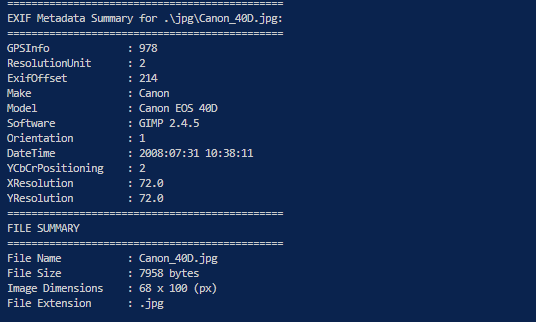 ==============================================
EXIF Metadata Summary for .\jpg\Canon_40D.jpg:
==============================================
GPSInfo             : 978
ResolutionUnit      : 2
ExifOffset          : 214
Make                : Canon
Model               : Canon EOS 40D
Software            : GIMP 2.4.5
Orientation         : 1
DateTime            : 2008:07:31 10:38:11
YCbCrPositioning    : 2
XResolution         : 72.0
YResolution         : 72.0
==============================================
FILE SUMMARY
==============================================
File Name           : Canon_40D.jpg
File Size           : 7958 bytes
Image Dimensions    : 68 x 100 (px)
File Extension      : .jpg